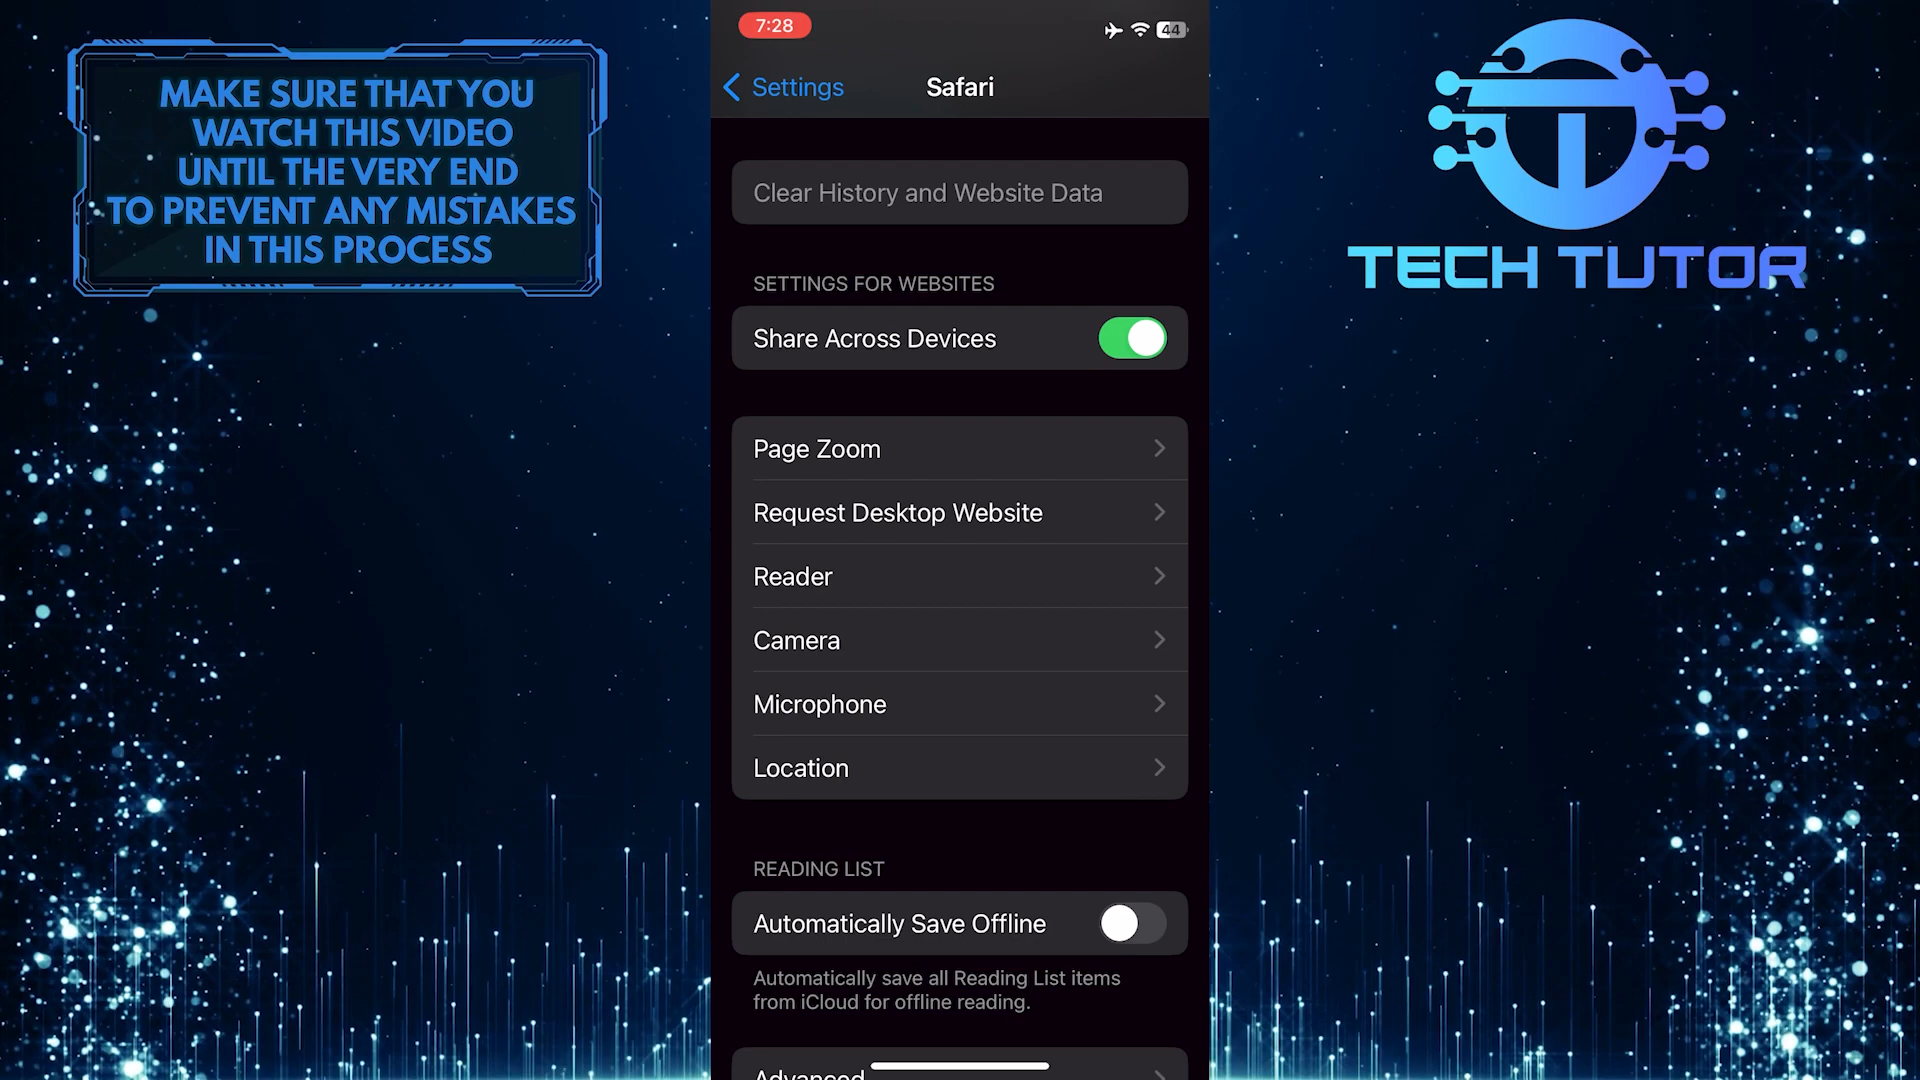 MAKE SURE THAT YOU
WATCH THIS VIDEO
UNTIL THE VERY END
TO PREVENT ANY MISTAKES
IN THIS PROCESS
7:28
44
Settings
Safari
Clear History and Website Data
SETTINGS FOR WEBSITES
Share Across Devices
Page Zoom
Request Desktop Website
Reader
Camera
Microphone
Location
READING LIST
Automatically Save Offline
Automatically save all Reading List items
from iCloud for offline reading.
Advanced
TECH TUTOR